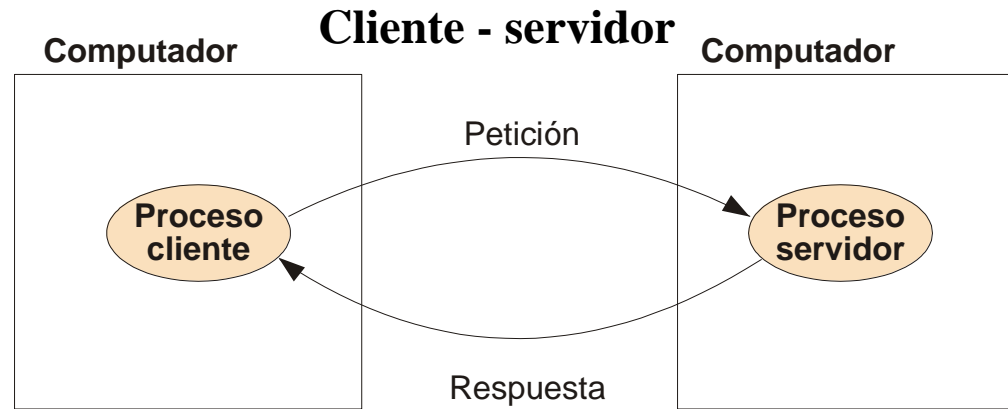 Cliente - servidor
Computador
Computador
Petición
Proceso
cliente
Proceso
servidor
Respuesta